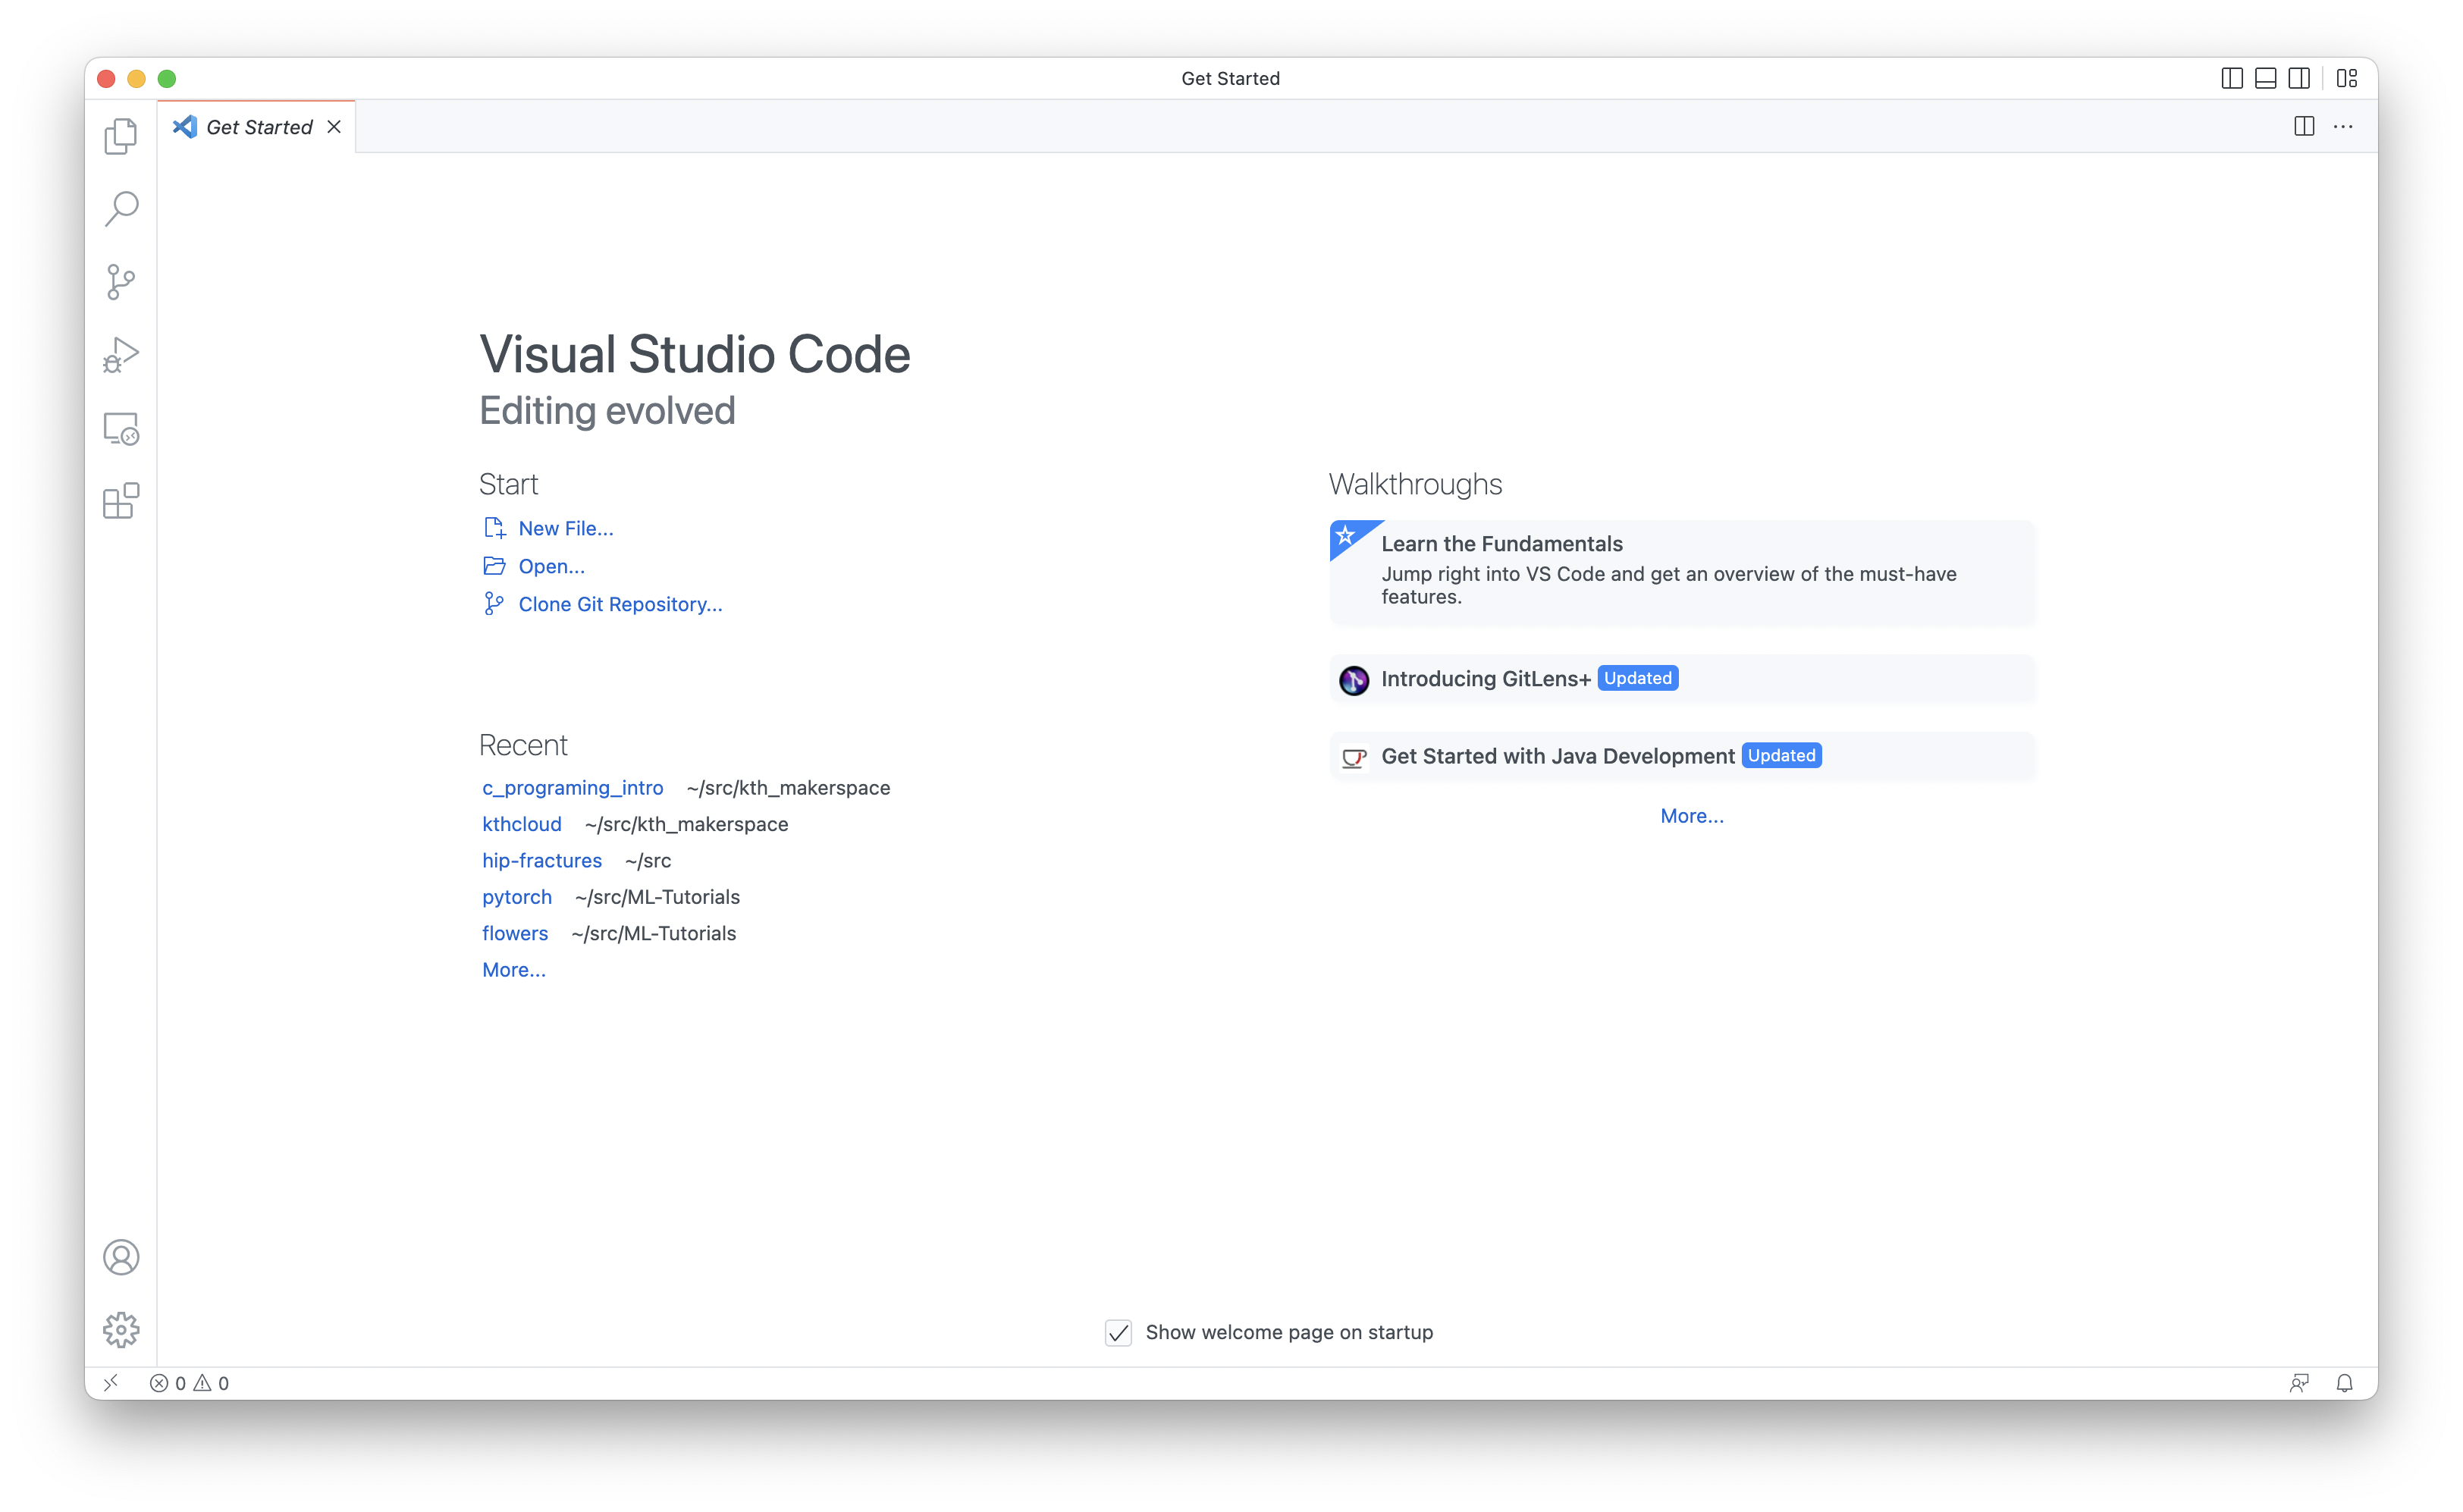 Get Started
Get Started
Visual Studio Code
Editing evolved
Start
New File...
Open...
Clone Git Repository...
Recent
c_programing_intro ~/src/kth_makerspace
kthcloud ~/src/kth_makerspace
hip-fractures ~/src
pytorch ~/src/ML-Tutorials
flowers ~/src/ML-Tutorials
More...
Walkthroughs
Learn the Fundamentals
Jump right into VS Code and get an overview of the must-have
features.
Introducing GitLens+ Updated
Get Started with Java Development Updated
More...
Show welcome page on startup
0 0